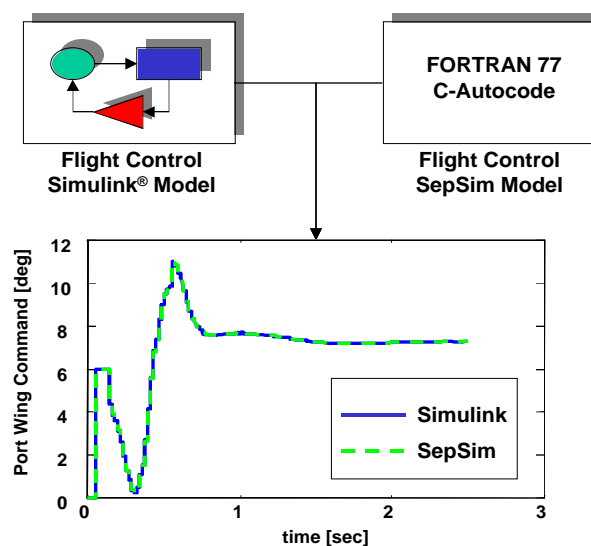 FORTRAN 77
C-Autocode
Flight Control
Simulink® Model
Flight Control
SepSim Model
Port Wing Command [deg]
12
10
8
6
4
2
0
0
1
2
3
time [sec]
Simulink
SepSim